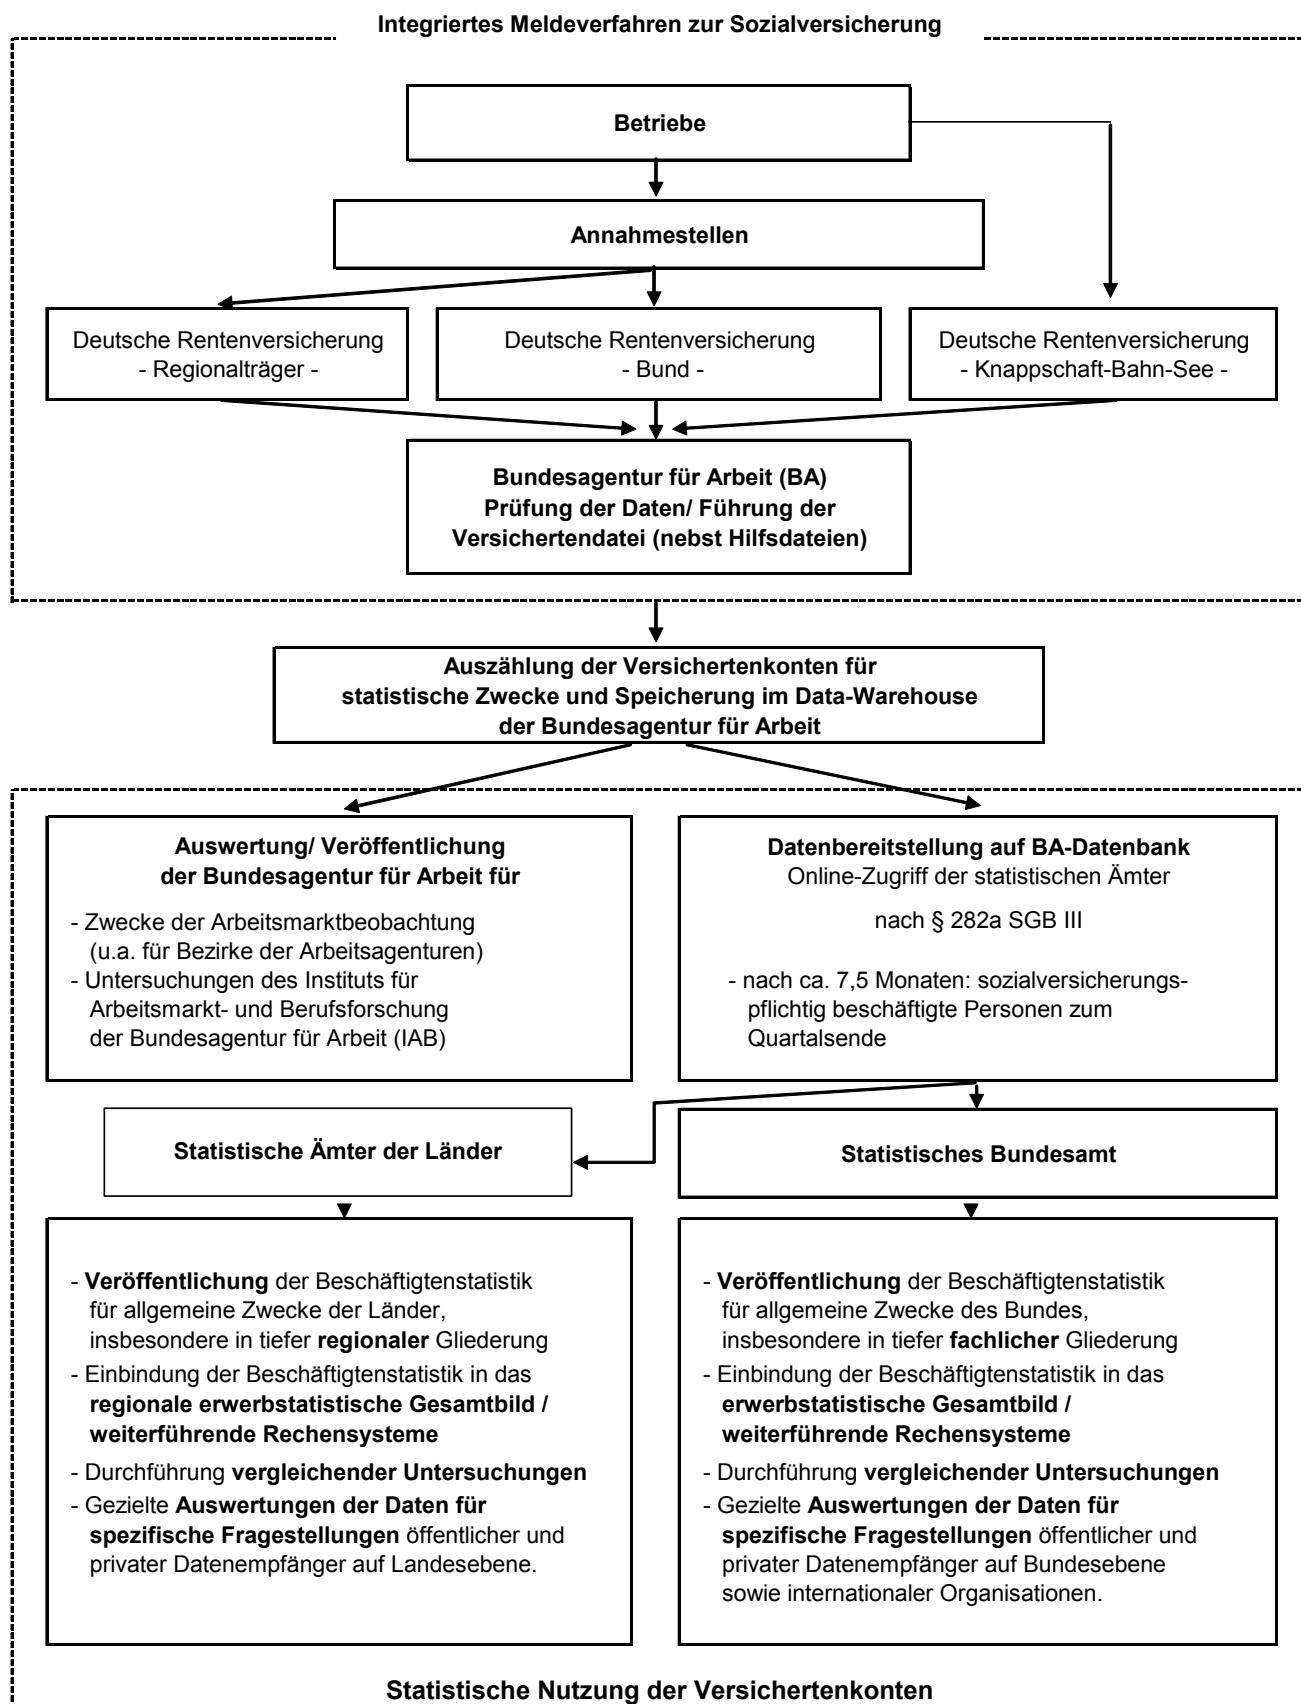 Integriertes Meldeverfahren zur Sozialversicherung
Betriebe
Annahmestellen
Deutsche Rentenversicherung
- Regionalträger -
Deutsche Rentenversicherung
- Bund -
Deutsche Rentenversicherung
- Knappschaft-Bahn-See -
Bundesagentur für Arbeit (BA)
Prüfung der Daten/ Führung der
Versichertendatei (nebst Hilfsdateien)
Auszählung der Versichertenkonten für
statistische Zwecke und Speicherung im Data-Warehouse
der Bundesagentur für Arbeit
Auswertung/ Veröffentlichung
der Bundesagentur für Arbeit für
- Zwecke der Arbeitsmarktbeobachtung
(u.a. für Bezirke der Arbeitsagenturen)
- Untersuchungen des Instituts für
Arbeitsmarkt- und Berufsforschung
der Bundesagentur für Arbeit (IAB)
Datenbereitstellung auf BA-Datenbank
Online-Zugriff der statistischen Ämter
nach § 282a SGB III
- nach ca. 7,5 Monaten: sozialversicherungs-
pflichtig beschäftigte Personen zum
Quartalsende
Statistische Ämter der Länder
Statistisches Bundesamt
- Veröffentlichung der Beschäftigtenstatistik
für allgemeine Zwecke der Länder,
insbesondere in tiefer regionaler Gliederung
- Einbindung der Beschäftigtenstatistik in das
regionale erwerbstatistische Gesamtbild /
weiterführende Rechensysteme
- Durchführung vergleichender Untersuchungen
- Gezielte Auswertungen der Daten für
spezifische Fragestellungen öffentlicher und
privater Datenempfänger auf Landesebene.
- Veröffentlichung der Beschäftigtenstatistik
für allgemeine Zwecke des Bundes,
insbesondere in tiefer fachlicher Gliederung
- Einbindung der Beschäftigtenstatistik in das
erwerbstatistische Gesamtbild /
weiterführende Rechensysteme
- Durchführung vergleichender Untersuchungen
- Gezielte Auswertungen der Daten für
spezifische Fragestellungen öffentlicher und
privater Datenempfänger auf Bundesebene
sowie internationaler Organisationen.
Statistische Nutzung der Versichertenkonten